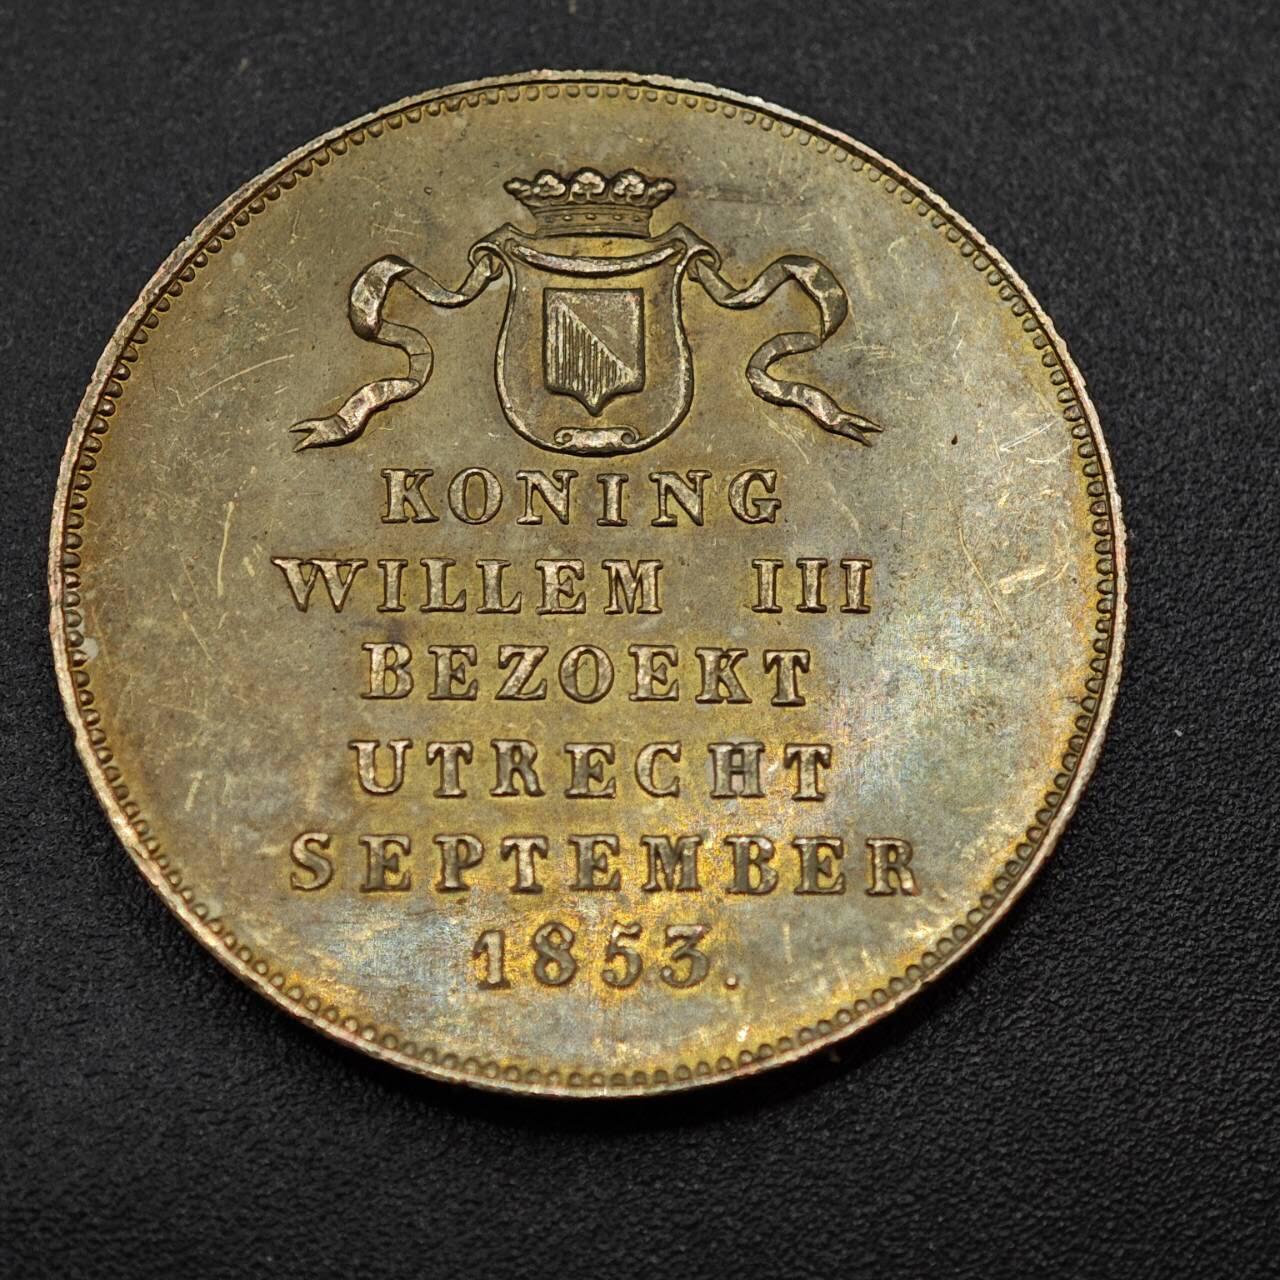 KONING
WILLEM III
BEZOEKT
UTRECHT
SEPTEMBER
1853.